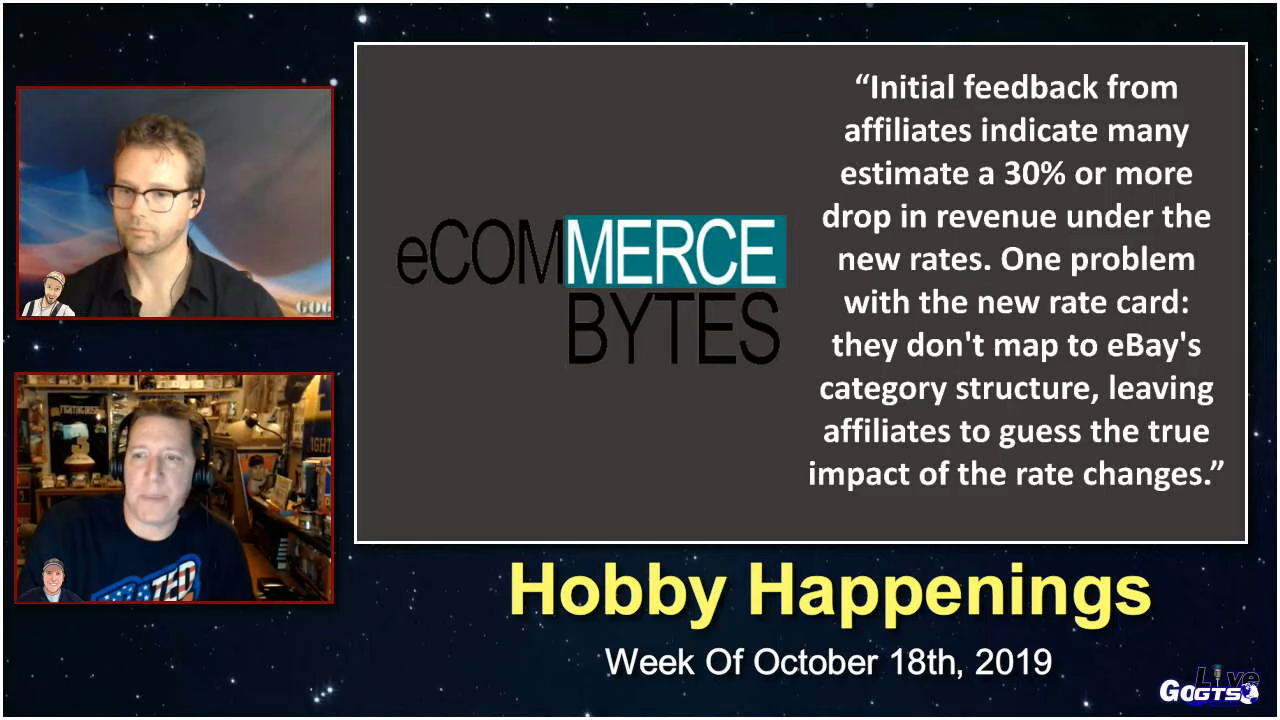 “Initial feedback from
affiliates indicate many
estimate a 30% or more
drop in revenue under the
new rates. One problem
with the new rate card:
they don't map to eBay's
category structure, leaving
affiliates to guess the true
impact of the rate changes.”
eCOMMERCE
BYTES
Hobby Happenings
Week Of October 18th, 2019
Live
GOGTS